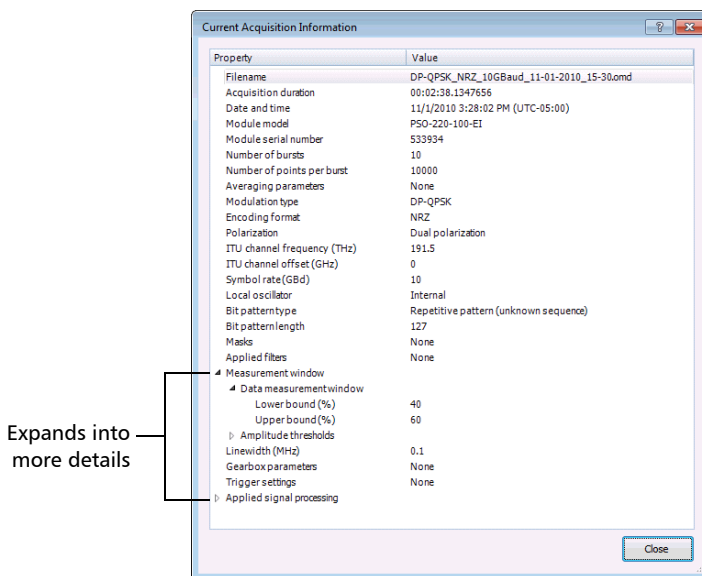 Current Acquisition Information
Property Value
Filename DP-QPSK_NRZ_10GBaud_11-01-2010_15-30.omd
Acquisition duration 00:02:38.1347656
Date and time 11/1/2010 3:28:02 PM (UTC-05:00)
Module model PSO-220-100-EI
Module serial number 533934
Number of bursts 10
Number of points per burst 10000
Averaging parameters None
Modulation type DP-QPSK
Encoding format NRZ
Polarization Dual polarization
ITU channel frequency (THz) 191.5
ITU channel offset (GHz) 0
Symbol rate (GBd) 10
Local oscillator Internal
Bit pattern type Repetitive pattern (unknown sequence)
Bit pattern length 127
Masks None
Applied filters None
Measurement window
Data measurement window
Lower bound (%) 40
Upper bound (%) 60
Amplitude thresholds
Linewidth (MHz) 0.1
Gearbox parameters None
Trigger settings None
Applied signal processing
Expands into
more details
Close